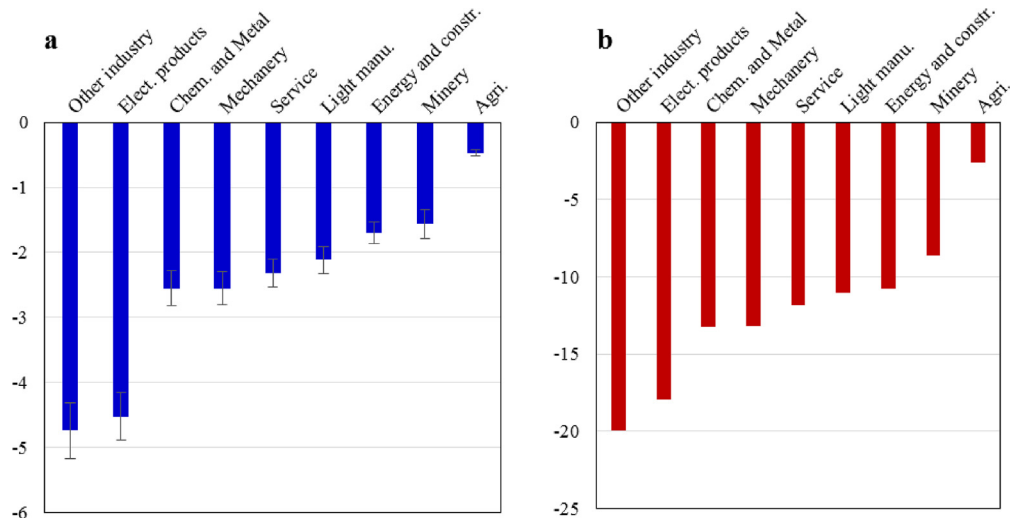 a
Other industry
Elect. products
Chem. and Metal
Mechanery
Service
Light manu.
Energy and constr.
Minery
Agri.
0
-1
-2
-3
-4
-5
-6
b
Other industry
Elect. products
Chem. and Metal
Mechanery
Service
Light manu.
Energy and constr.
Minery
Agri.
0
-5
-10
-15
-20
-25